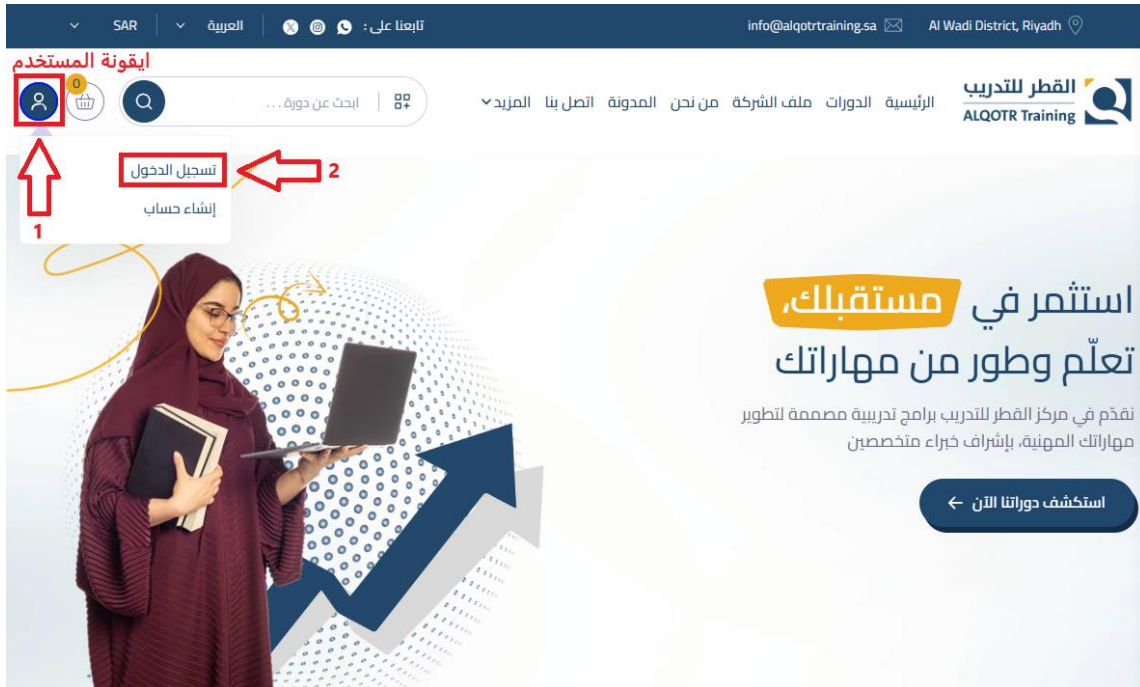 Al Wadi District, Riyadh
info@alqotrtraining.sa
تابعنا على :
العربية
SAR
ايقونة المستخدم
القطر للتدريب
ALQOTR Training
الرئيسية الدورات ملف الشركة من نحن المدونة اتصل بنا المزيد
ابحث عن دورة . . .
0
تسجيل الدخول
2
إنشاء حساب
1
استثمر في مستقبلك،
تعلّم وطور من مهاراتك
نقدّم في مركز القطر للتدريب برامج تدريبية مصممة لتطوير
مهاراتك المهنية، بإشراف خبراء متخصصين
استكشف دوراتنا الآن